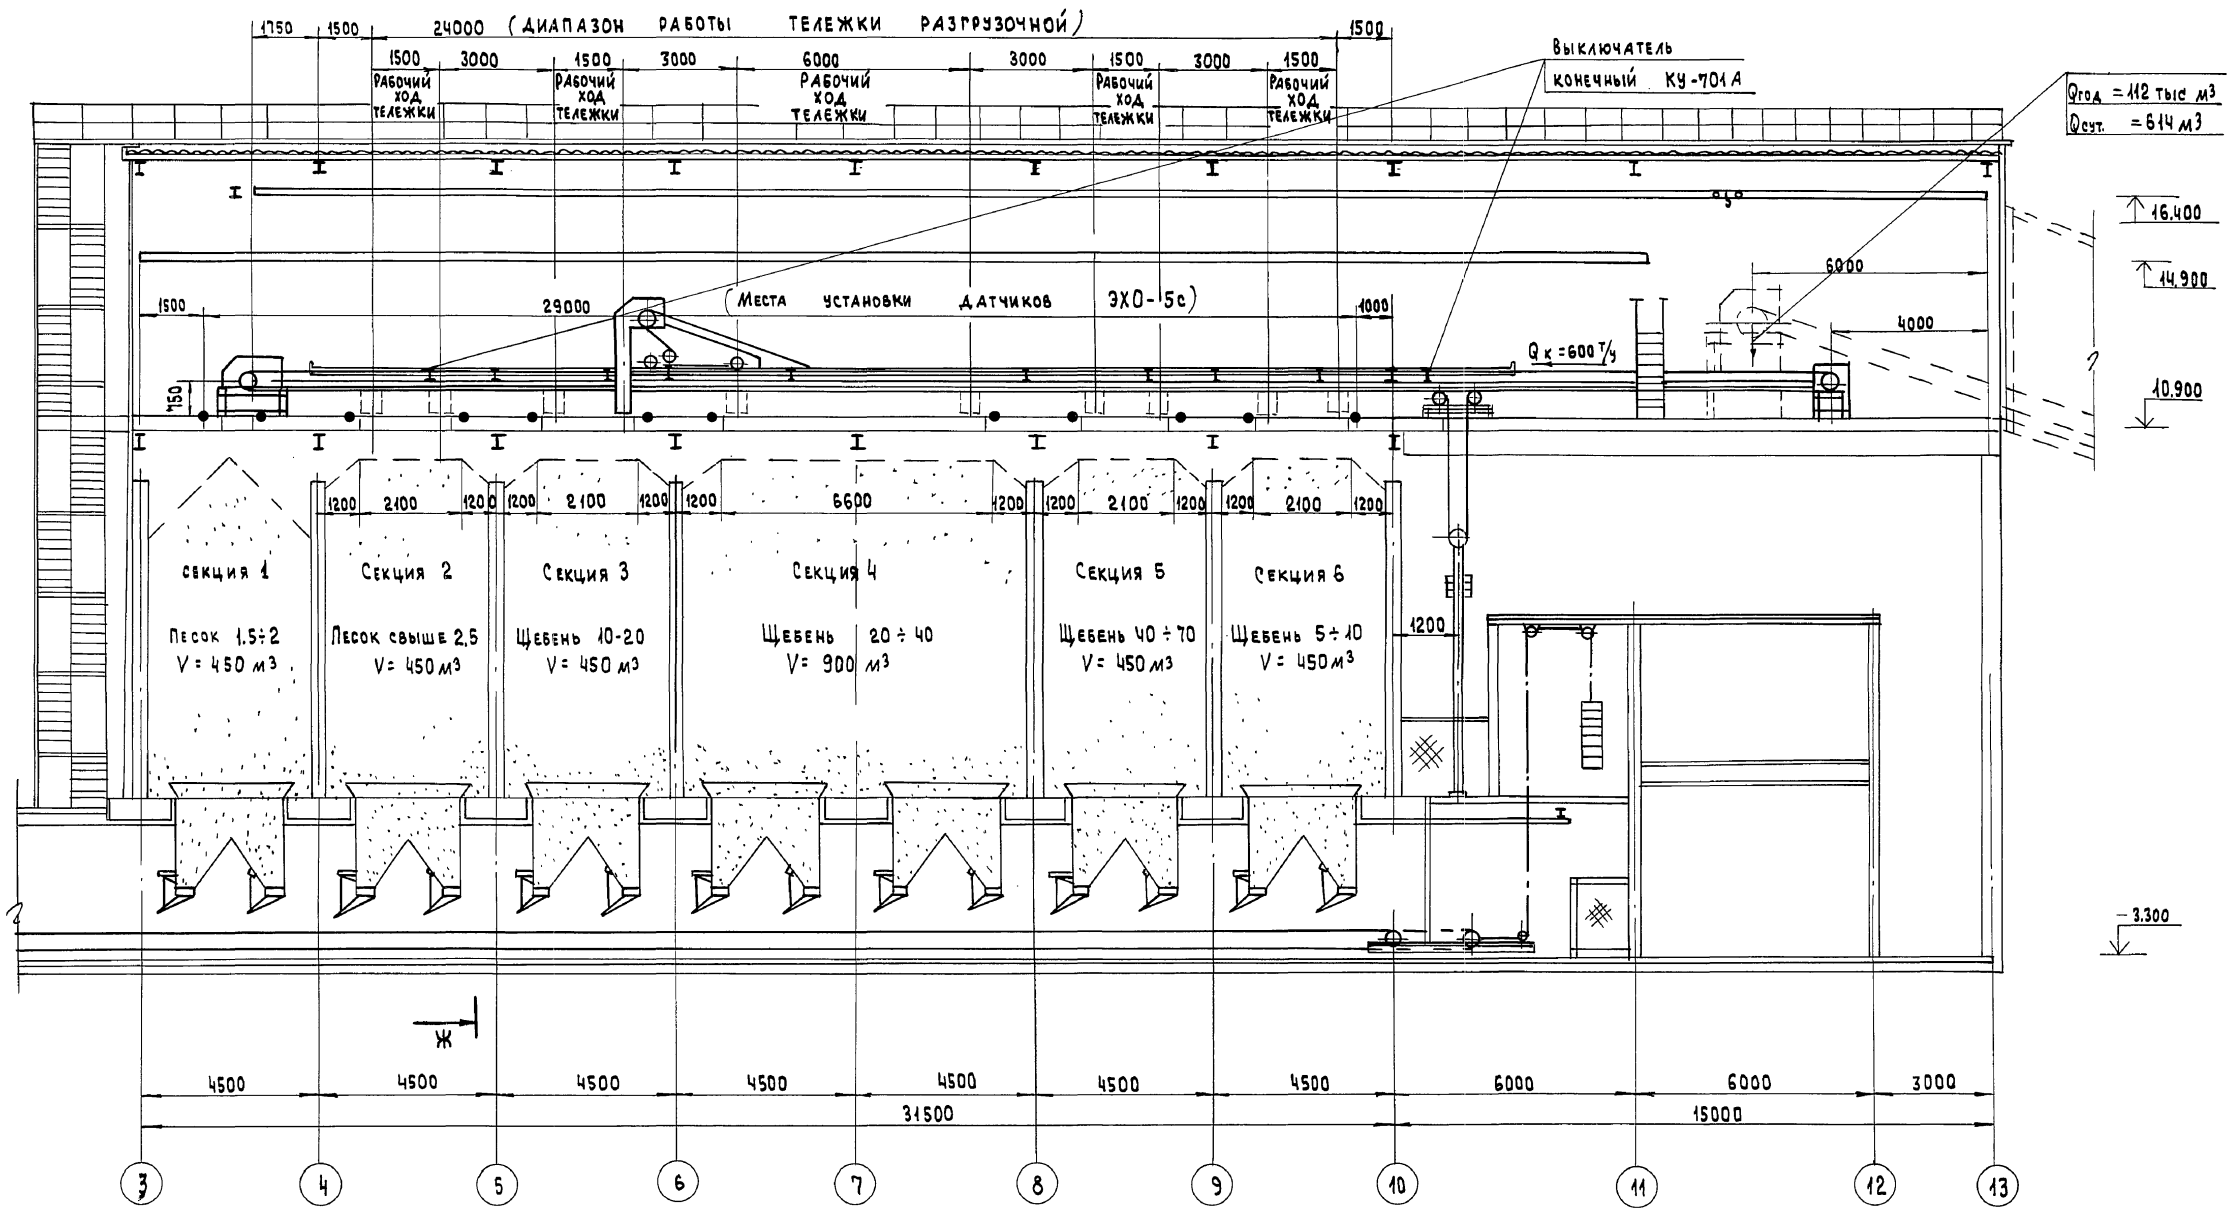 1750 1500 24000 (ДИАПАЗОН РАБОТЫ ТЕЛЕЖКИ РАЗГРУЗОЧНОЙ) 1500
1500 3000 1500 3000 6000 3000 1500 3000 1500
РАБОЧИЙ
ХОД
ТЕЛЕЖКИ
РАБОЧИЙ
ХОД
ТЕЛЕЖКИ
РАБОЧИЙ
ХОД
ТЕЛЕЖКИ
РАБОЧИЙ
ХОД
ТЕЛЕЖКИ
РАБОЧИЙ
ХОД
ТЕЛЕЖКИ
ВЫКЛЮЧАТЕЛЬ
КОНЕЧНЫЙ КУ-701А
Qгод = 112 тыс м³
Qсут. = 614 м³
16.400
14.900
10.900
-3.300
6000
4000
1500 29000 (МЕСТА УСТАНОВКИ ДАТЧИКОВ ЭХО-5с) 1000
Qк = 600 т/ч
750
1200 2100 1200 1200 2100 1200 1200 6600 1200 1200 2100 1200 1200 2100 1200
СЕКЦИЯ 1
ПЕСОК 1.5÷2
V = 450 м³
СЕКЦИЯ 2
ПЕСОК СВЫШЕ 2,5
V = 450 м³
СЕКЦИЯ 3
ЩЕБЕНЬ 10-20
V = 450 м³
СЕКЦИЯ 4
ЩЕБЕНЬ 20÷40
V = 900 м³
СЕКЦИЯ 5
ЩЕБЕНЬ 40÷70
V = 450 м³
СЕКЦИЯ 6
ЩЕБЕНЬ 5÷10
V = 450 м³
1200
Ж
4500 4500 4500 4500 4500 4500 4500 6000 6000 3000
31500 15000
3 4 5 6 7 8 9 10 11 12 13